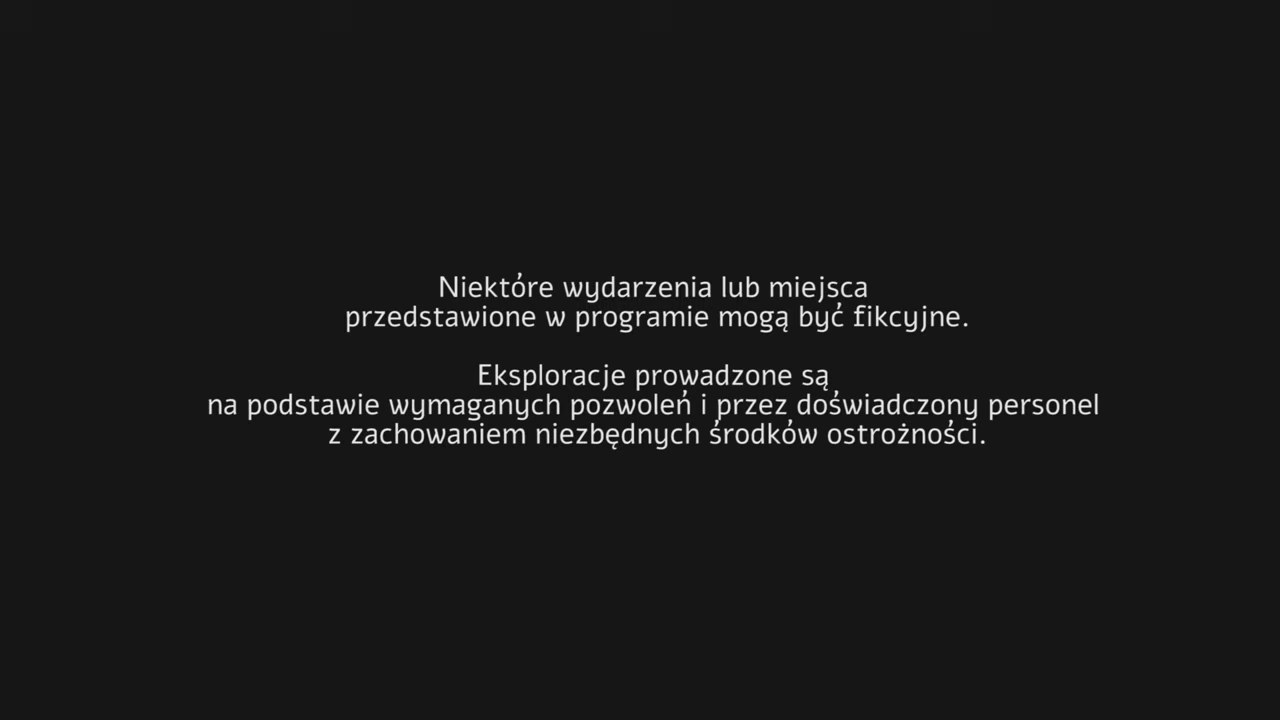 Niektóre wydarzenia lub miejsca
przedstawione w programie mogą być fikcyjne.
Eksploracje prowadzone są
na podstawie wymaganych pozwoleń i przez doświadczony personel
z zachowaniem niezbędnych środków ostrożności.